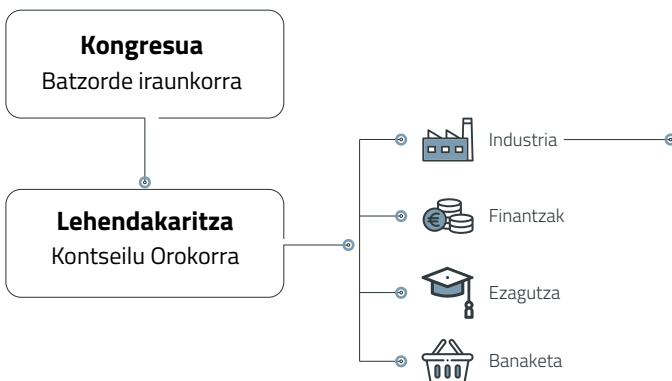 Kongresua
Batzorde iraunkorra
Lehendakaritza
Kontseilu Orokorra
Industria
Finantzak
Ezagutza
Banaketa